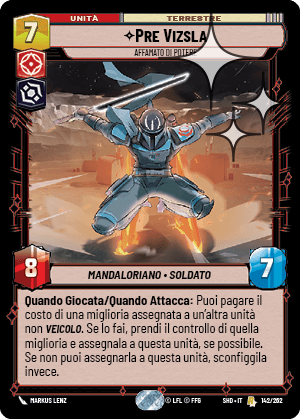 7
UNITÀ
TERRESTRE
PRE VIZSLA
AFFAMATO DI POTERE
8
7
MANDALORIANO • SOLDATO
Quando Giocata/Quando Attacca: Puoi pagare il
costo di una miglioria assegnata a un'altra unità
non VEICOLO. Se lo fai, prendi il controllo di quella
miglioria e assegnala a questa unità, se possibile.
Se non puoi assegnarla a questa unità, sconfiggila
invece.
MARKUS LENZ
© LFL © FFG
SHD • IT
142/262